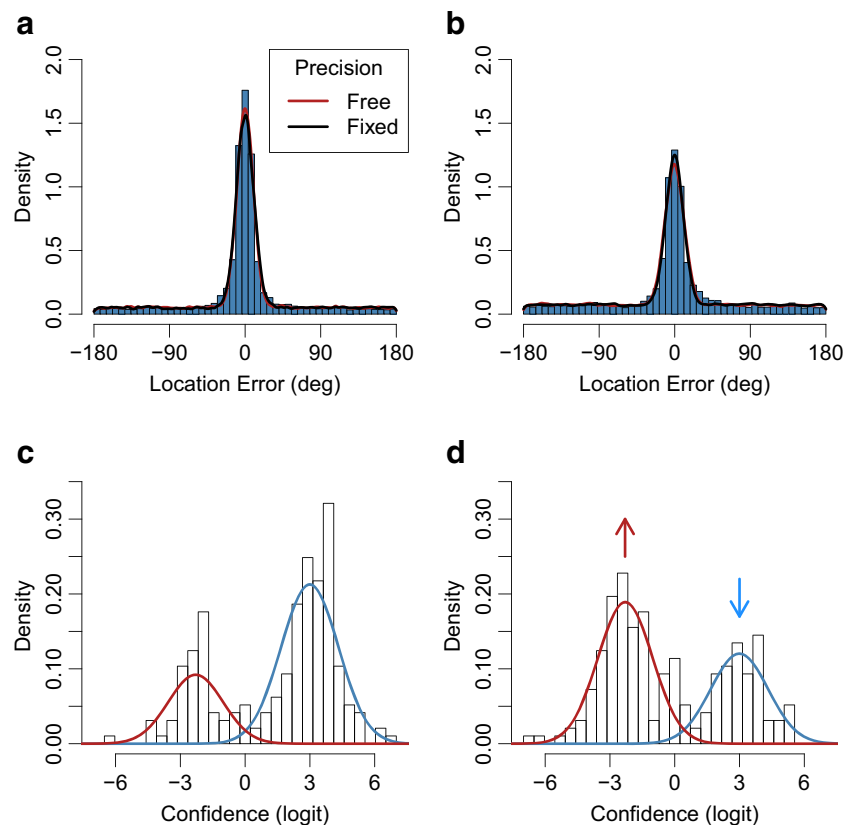 a
Density
0.0 0.5 1.0 1.5 2.0
Precision
Free
Fixed
−180 −90 0 90 180
Location Error (deg)
b
Density
0.0 0.5 1.0 1.5 2.0
−180 −90 0 90 180
Location Error (deg)
c
Density
0.00 0.10 0.20 0.30
−6 −3 0 3 6
Confidence (logit)
d
Density
0.00 0.10 0.20 0.30
−6 −3 0 3 6
Confidence (logit)